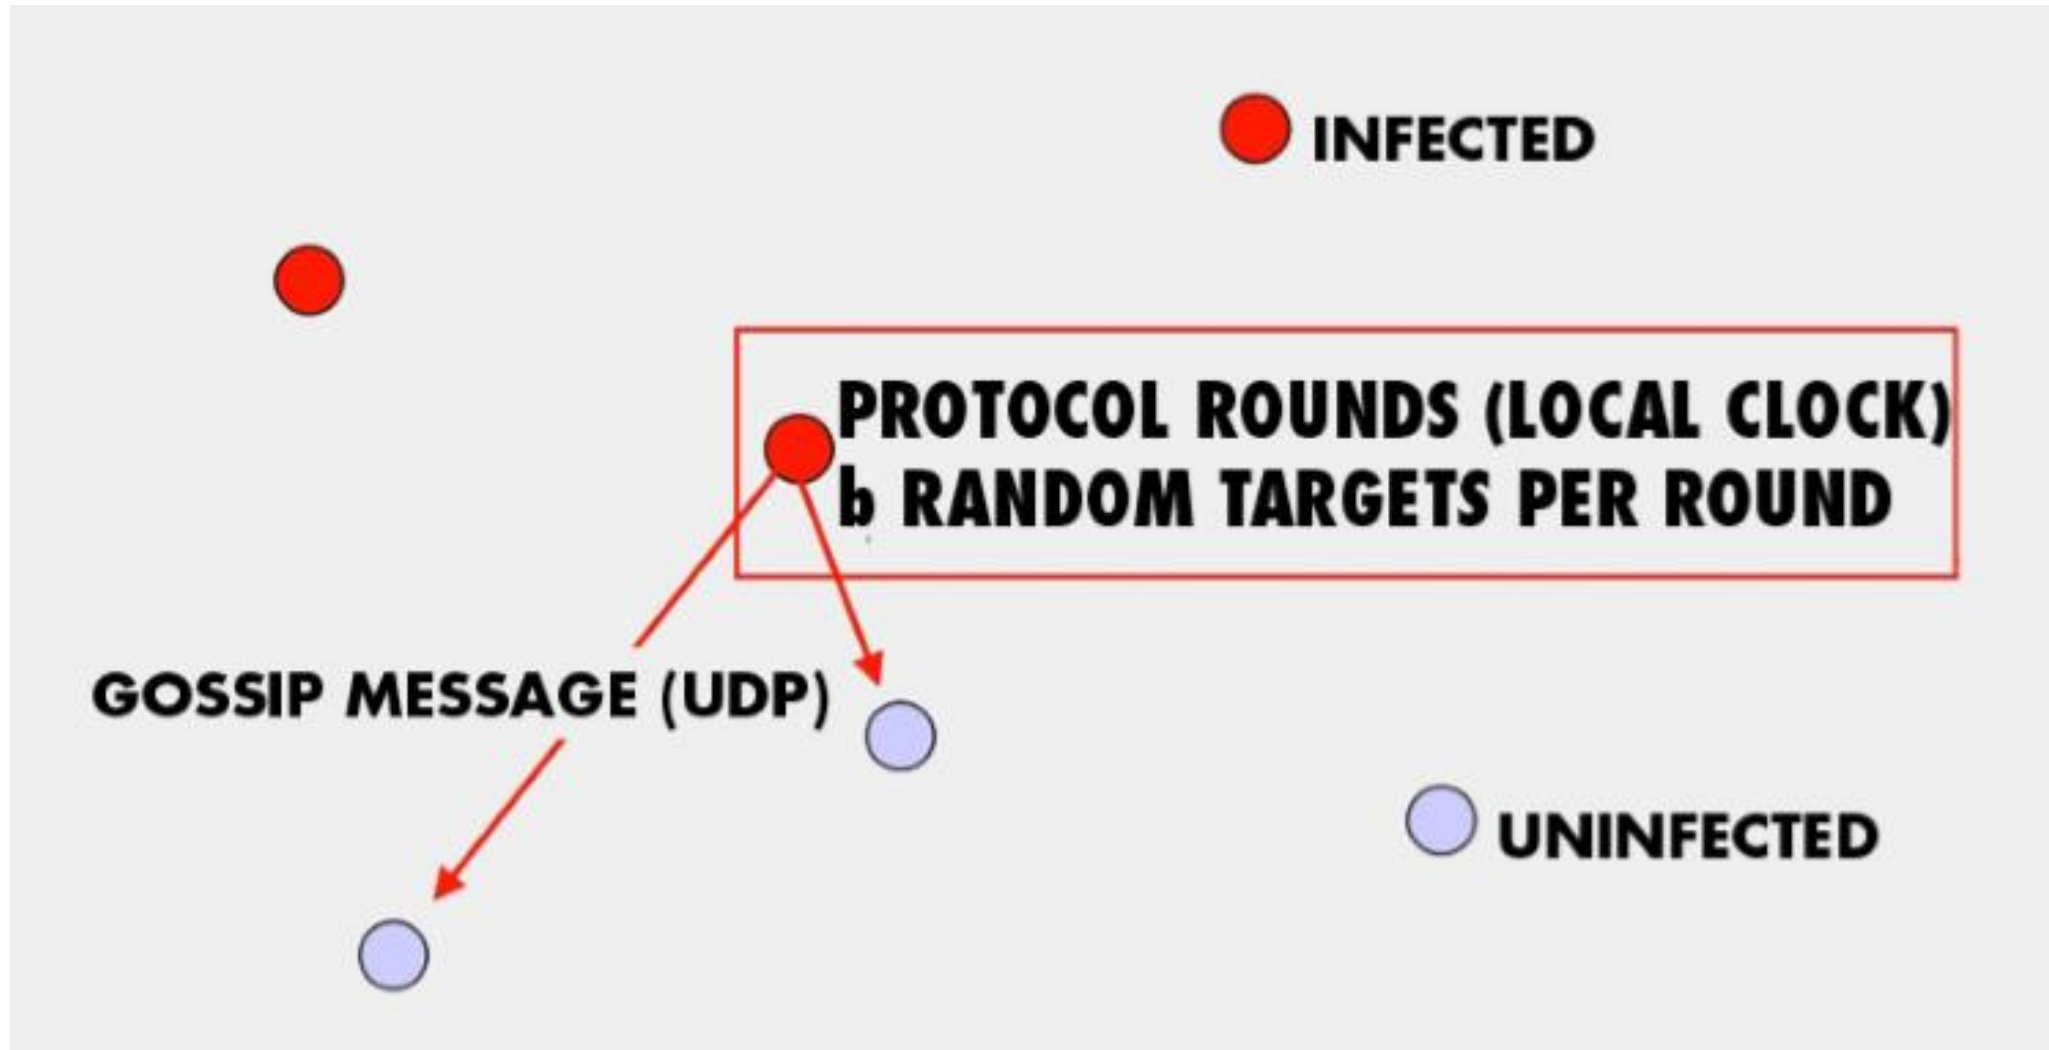 INFECTED
PROTOCOL ROUNDS (LOCAL CLOCK)
b RANDOM TARGETS PER ROUND
GOSSIP MESSAGE (UDP)
UNINFECTED